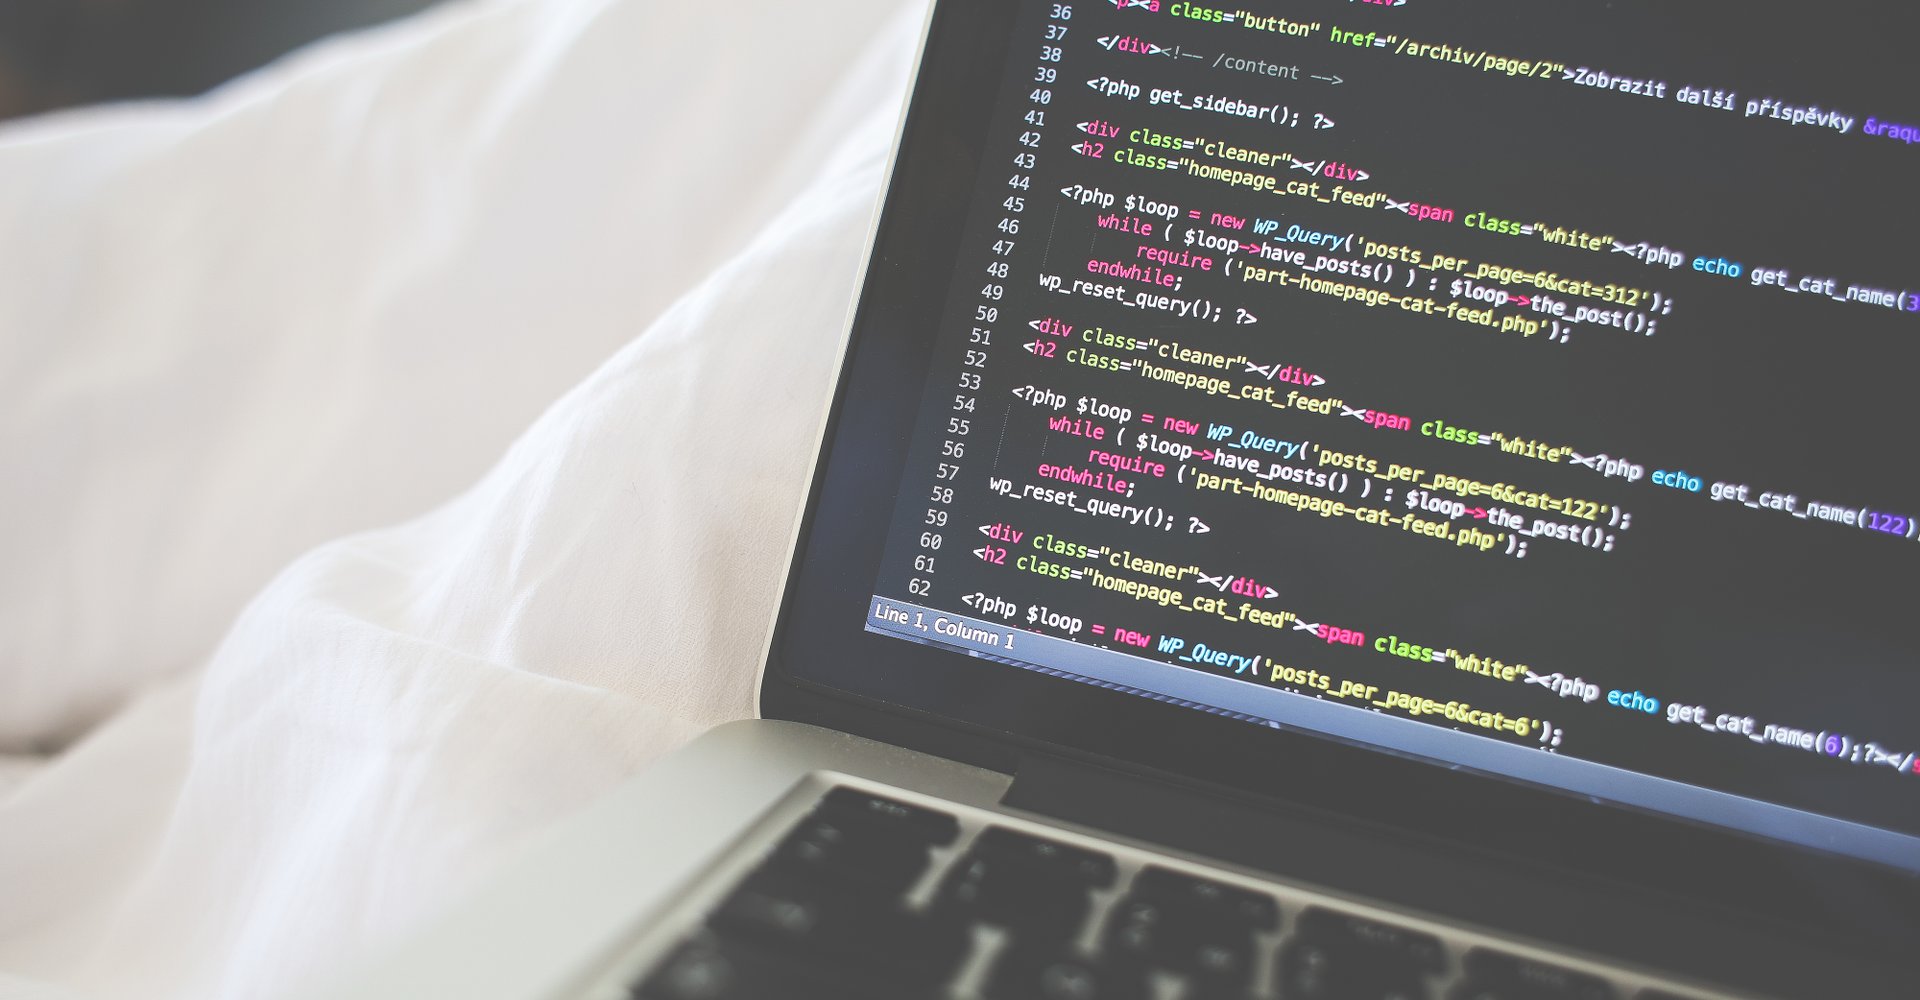 36
37 <p><a class="button" href="/archiv/page/2">Zobrazit další příspěvky &raqu
38 </div><!-- /content -->
39
40 <?php get_sidebar(); ?>
41
42 <div class="cleaner"></div>
43 <h2 class="homepage_cat_feed"><span class="white"><?php echo get_cat_name(3
44
45 <?php $loop = new WP_Query('posts_per_page=6&cat=312');
46 while ( $loop->have_posts() ) : $loop->the_post();
47 require ('part-homepage-cat-feed.php');
48 endwhile;
49 wp_reset_query(); ?>
50
51 <div class="cleaner"></div>
52 <h2 class="homepage_cat_feed"><span class="white"><?php echo get_cat_name(122);
53
54 <?php $loop = new WP_Query('posts_per_page=6&cat=122');
55 while ( $loop->have_posts() ) : $loop->the_post();
56 require ('part-homepage-cat-feed.php');
57 endwhile;
58 wp_reset_query(); ?>
59
60 <div class="cleaner"></div>
61 <h2 class="homepage_cat_feed"><span class="white"><?php echo get_cat_name(6);?></s
62
<?php $loop = new WP_Query('posts_per_page=6&cat=6');
Line 1, Column 1